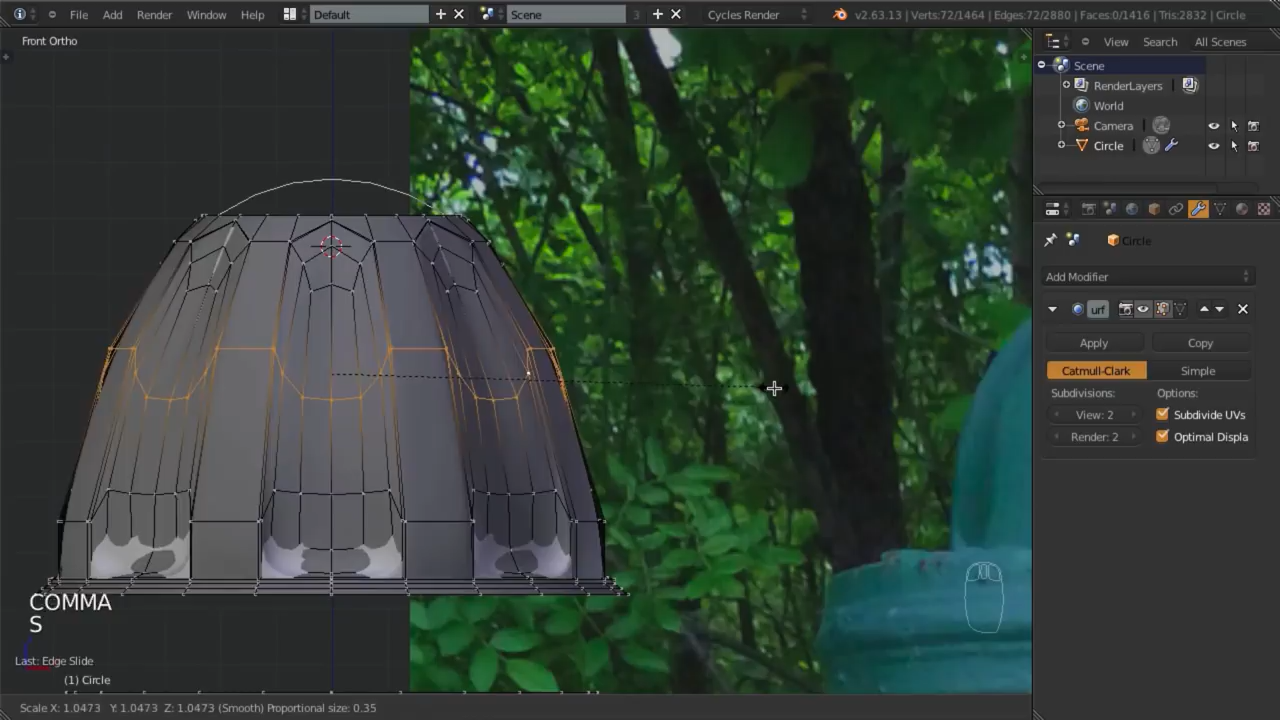 File Add Render Window Help Default Scene 3 Cycles Render v2.63.13 | Verts:72/1464 | Edges:72/2880 | Faces:0/1416 | Tris:2832 | Circle
Front Ortho
View Search All Scenes
Scene
RenderLayers
World
Camera
Circle
Circle
Add Modifier
urf
Apply Copy
Catmull-Clark Simple
Subdivisions: Options:
View: 2 Subdivide UVs
Render: 2 Optimal Displa
COMMA
S
Last: Edge Slide
(1) Circle
Scale X: 1.0473 Y: 1.0473 Z: 1.0473 (Smooth) Proportional size: 0.35